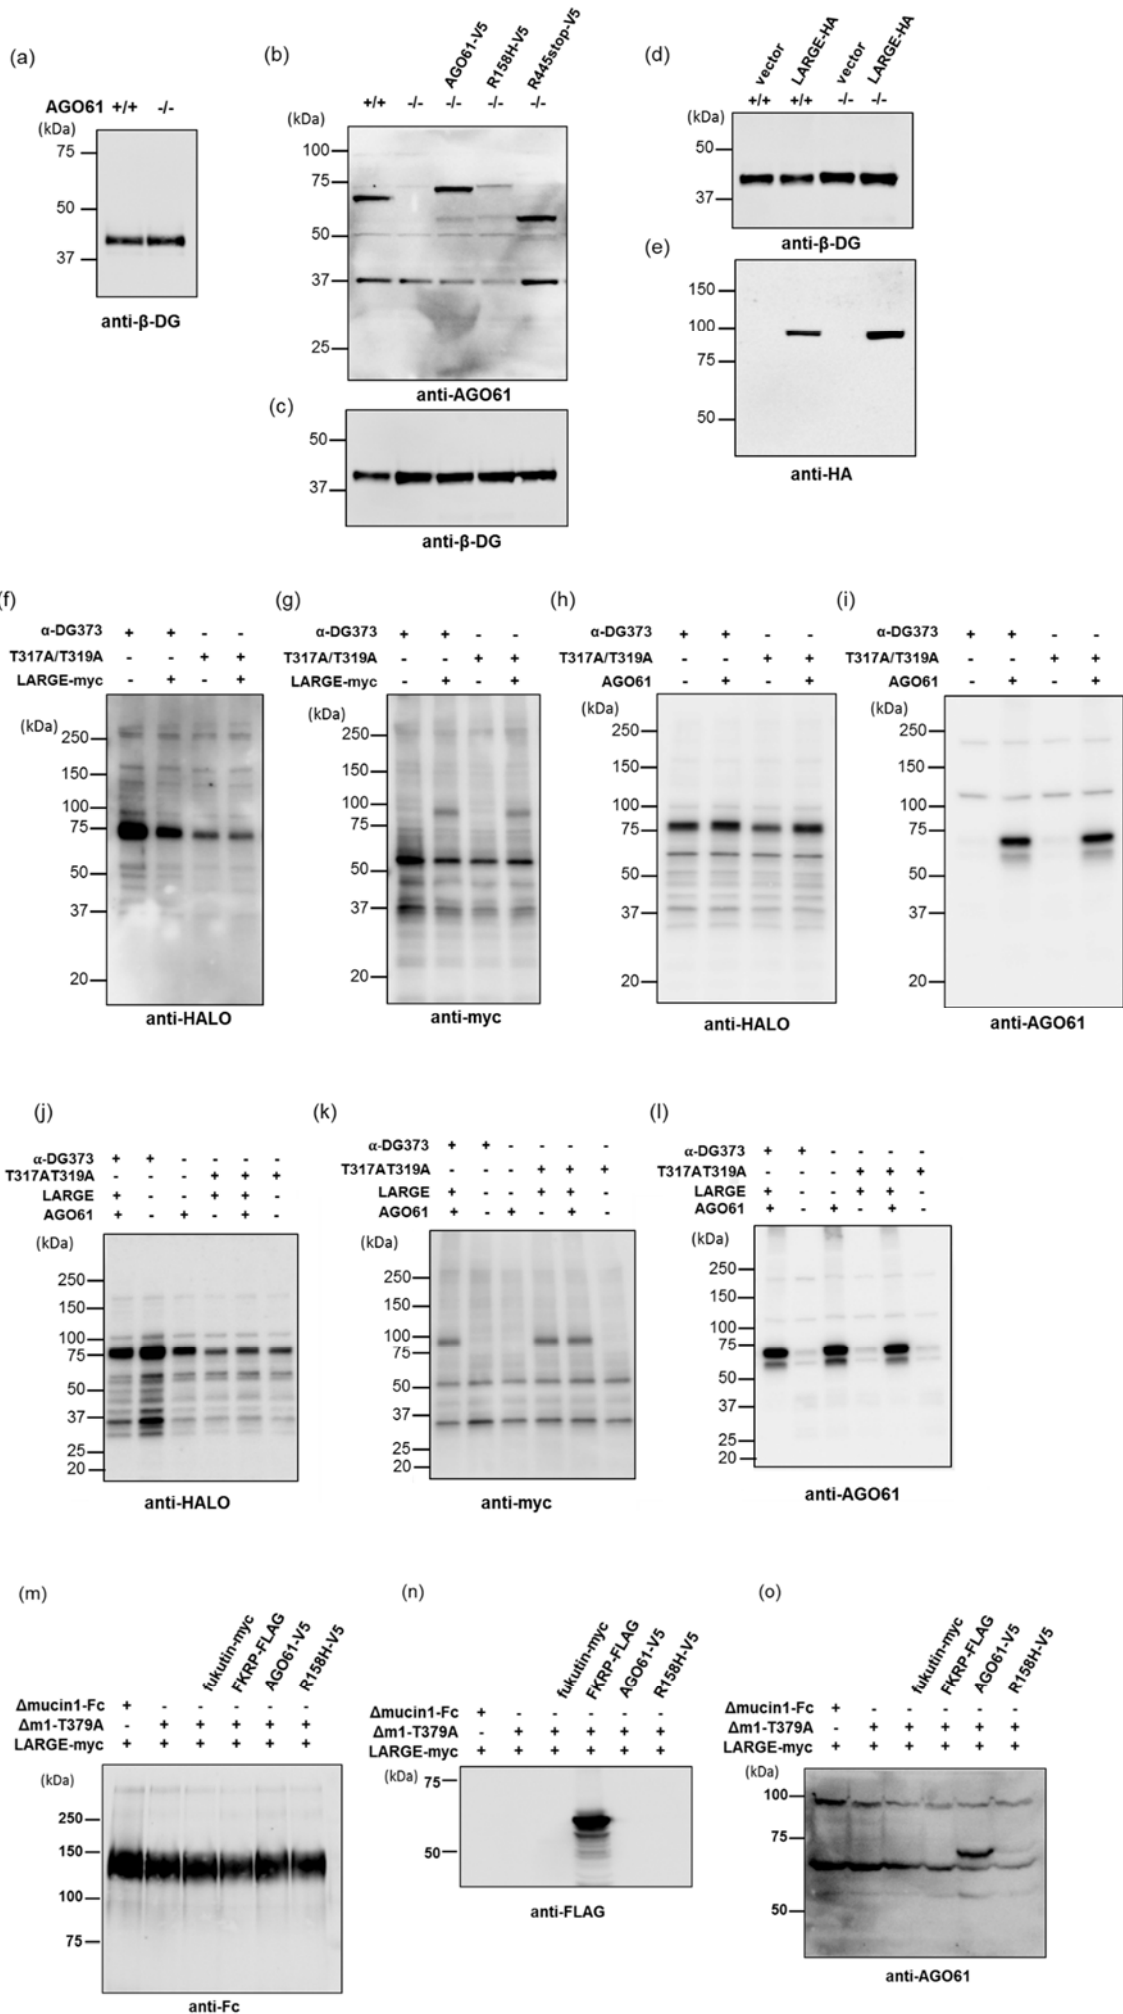 (a)
AGO61 +/+ -/-
(kDa)
75
50
37
anti-β-DG
(b)
AGO61-V5
R158H-V5
R445stop-V5
+/+ -/- -/- -/- -/-
(kDa)
100
75
50
37
25
anti-AGO61
(c)
50
37
anti-β-DG
(d)
vector
LARGE-HA
vector
LARGE-HA
+/+ +/+ -/- -/-
(kDa)
50
37
anti-β-DG
(e)
150
100
75
50
anti-HA
(f)
α-DG373 + + - -
T317A/T319A - - + +
LARGE-myc - + - +
(kDa)
250
150
100
75
50
37
20
anti-HALO
(g)
α-DG373 + + - -
T317A/T319A - - + +
LARGE-myc - + - +
(kDa)
250
150
100
75
50
37
20
anti-myc
(h)
α-DG373 + + - -
T317A/T319A - - + +
AGO61 - + - +
(kDa)
250
150
100
75
50
37
20
anti-HALO
(i)
α-DG373 + + - -
T317A/T319A - - + +
AGO61 - + - +
(kDa)
250
150
100
75
50
37
20
anti-AGO61
(j)
α-DG373 + + - - - -
T317AT319A - - - + + +
LARGE + - - + + -
AGO61 + - + - + -
(kDa)
250
150
100
75
50
37
25
20
anti-HALO
(k)
α-DG373 + + - - - -
T317AT319A - - - + + +
LARGE + - - + + -
AGO61 + - + - + -
(kDa)
250
150
100
75
50
37
25
20
anti-myc
(l)
α-DG373 + + - - - -
T317AT319A - - - + + +
LARGE + - - + + -
AGO61 + - + - + -
(kDa)
250
150
100
75
50
37
25
20
anti-AGO61
(m)
fukutin-myc
FKRP-FLAG
AGO61-V5
R158H-V5
Δmucin1-Fc + - - - - -
Δm1-T379A - + + + + +
LARGE-myc + + + + + +
(kDa)
250
150
100
75
anti-Fc
(n)
fukutin-myc
FKRP-FLAG
AGO61-V5
R158H-V5
Δmucin1-Fc + - - - - -
Δm1-T379A - + + + + +
LARGE-myc + + + + + +
(kDa)
75
50
anti-FLAG
(o)
fukutin-myc
FKRP-FLAG
AGO61-V5
R158H-V5
Δmucin1-Fc + - - - - -
Δm1-T379A - + + + + +
LARGE-myc + + + + + +
(kDa)
100
75
50
anti-AGO61